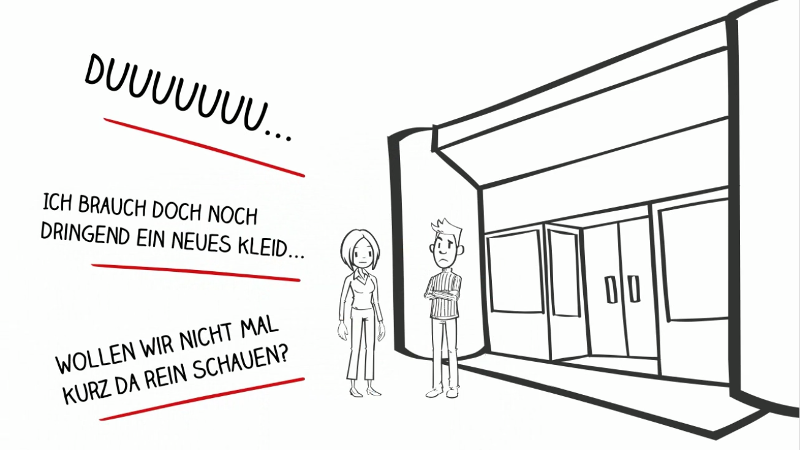 DUUUUUUU...
ICH BRAUCH DOCH NOCH
DRINGEND EIN NEUES KLEID...
WOLLEN WIR NICHT MAL
KURZ DA REIN SCHAUEN?